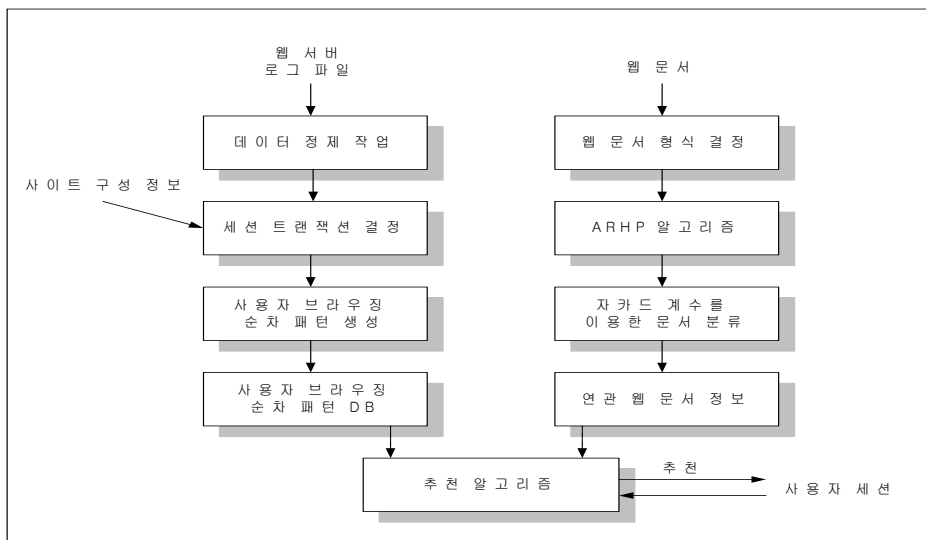 웹 서버
로그 파일
웹 문서
데이터 정제 작업
웹 문서 형식 결정
사이트 구성 정보
세션 트랜잭션 결정
ARHP 알고리즘
사용자 브라우징
순차 패턴 생성
자카드 계수를
이용한 문서 분류
사용자 브라우징
순차 패턴 DB
연관 웹 문서 정보
추천 알고리즘
추천
사용자 세션